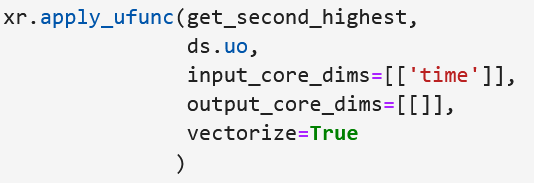 xr.apply_ufunc(get_second_highest,
               ds.uo,
               input_core_dims=[['time']],
               output_core_dims=[[]],
               vectorize=True
              )